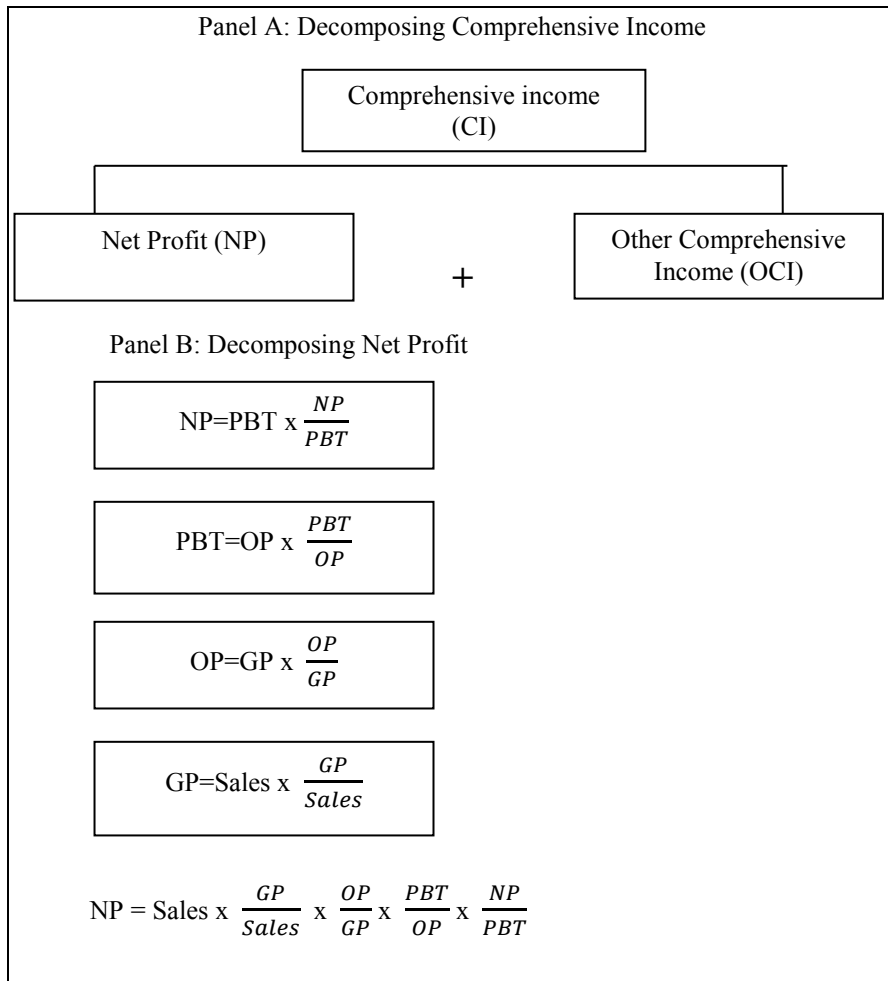 Panel A: Decomposing Comprehensive Income
Comprehensive income
(CI)
Net Profit (NP)
+
Other Comprehensive
Income (OCI)
Panel B: Decomposing Net Profit
NP=PBT x NP/PBT
PBT=OP x PBT/OP
OP=GP x OP/GP
GP=Sales x GP/Sales
NP = Sales x GP/Sales x OP/GP x PBT/OP x NP/PBT